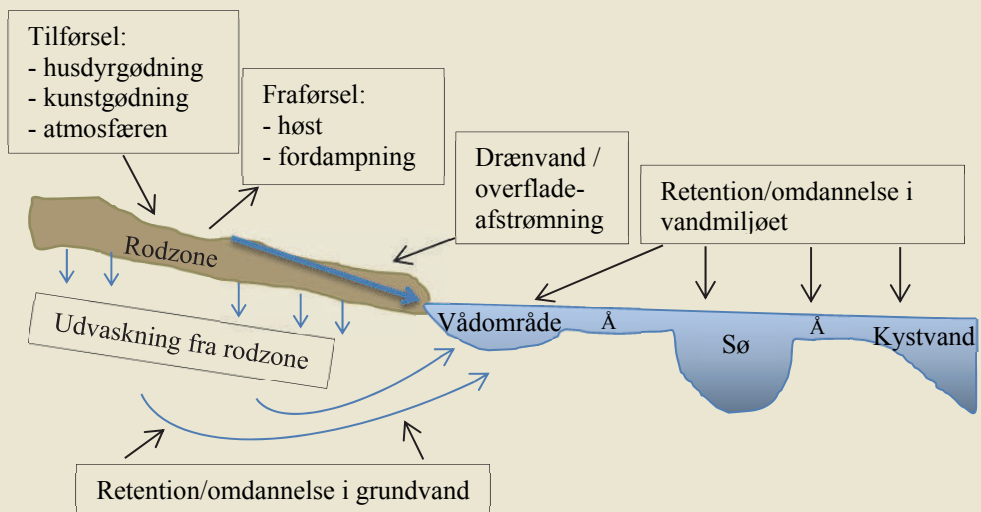 Tilførsel:
- husdyrgødning
- kunstgødning
- atmosfæren
Fraførsel:
- høst
- fordampning
Drænvand /
overflade-
afstrømning
Retention/omdannelse i
vandmiljøet
Rodzone
Udvaskning fra rodzone
Vådområde
Å
Sø
Å
Kystvand
Retention/omdannelse i grundvand